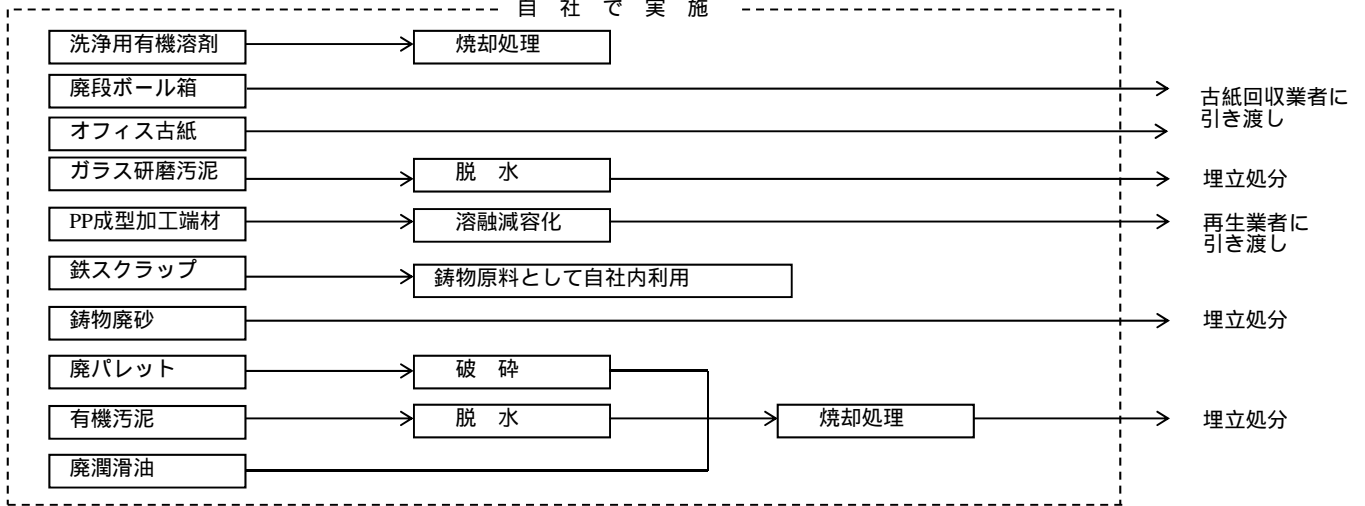 自 社 で 実 施
洗浄用有機溶剤
焼却処理
廃段ボール箱
古紙回収業者に
引き渡し
オフィス古紙
ガラス研磨汚泥
脱 水
埋立処分
PP成型加工端材
溶融減容化
再生業者に
引き渡し
鉄スクラップ
鋳物原料として自社内利用
鋳物廃砂
埋立処分
廃パレット
破 砕
有機汚泥
脱 水
焼却処理
埋立処分
廃潤滑油